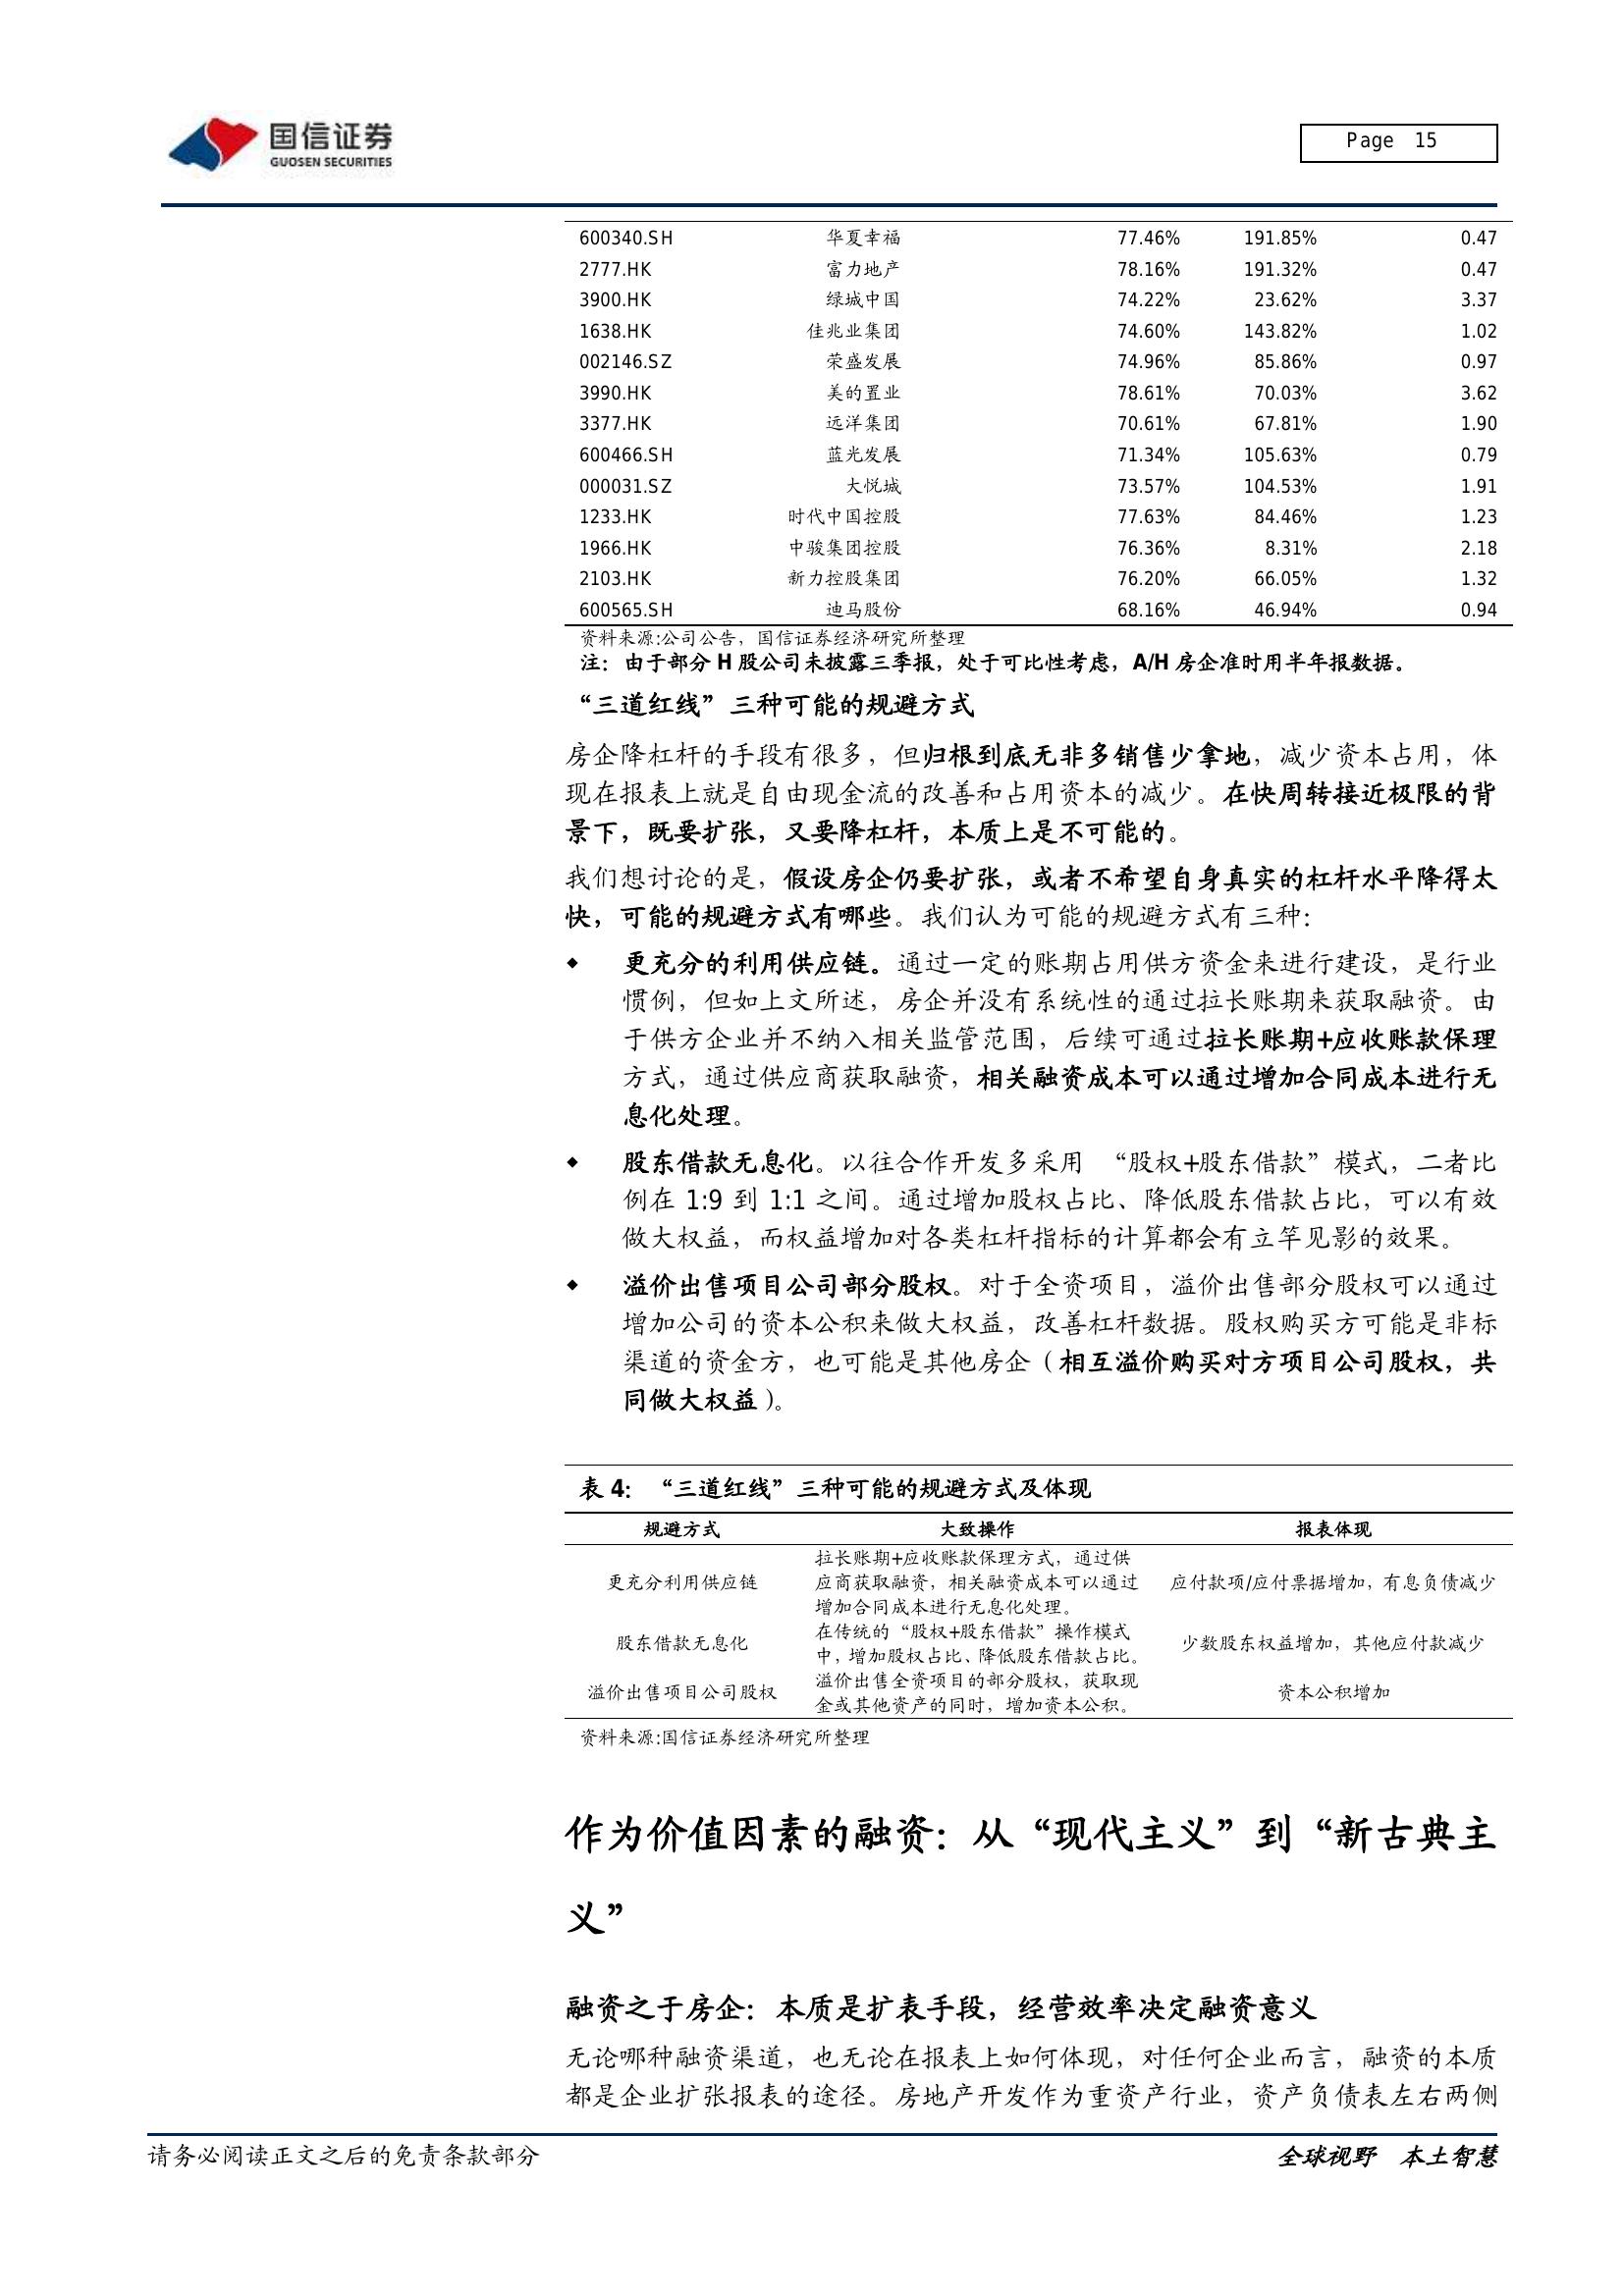 国信证券
GUOSEN SECURITIES
Page 15
600340.SH 华夏幸福 77.46% 191.85% 0.47
2777.HK 富力地产 78.16% 191.32% 0.47
3900.HK 绿城中国 74.22% 23.62% 3.37
1638.HK 佳兆业集团 74.60% 143.82% 1.02
002146.SZ 荣盛发展 74.96% 85.86% 0.97
3990.HK 美的置业 78.61% 70.03% 3.62
3377.HK 远洋集团 70.61% 67.81% 1.90
600466.SH 蓝光发展 71.34% 105.63% 0.79
000031.SZ 大悦城 73.57% 104.53% 1.91
1233.HK 时代中国控股 77.63% 84.46% 1.23
1966.HK 中骏集团控股 76.36% 8.31% 2.18
2103.HK 新力控股集团 76.20% 66.05% 1.32
600565.SH 迪马股份 68.16% 46.94% 0.94
资料来源:公司公告，国信证券经济研究所整理
注：由于部分 H 股公司未披露三季报，处于可比性考虑，A/H 房企准时用半年报数据。
“三道红线”三种可能的规避方式
房企降杠杆的手段有很多，但归根到底无非多销售少拿地，减少资本占用，体
现在报表上就是自由现金流的改善和占用资本的减少。在快周转接近极限的背
景下，既要扩张，又要降杠杆，本质上是不可能的。
我们想讨论的是，假设房企仍要扩张，或者不希望自身真实的杠杆水平降得太
快，可能的规避方式有哪些。我们认为可能的规避方式有三种：
◆ 更充分的利用供应链。通过一定的账期占用供方资金来进行建设，是行业
惯例，但如上文所述，房企并没有系统性的通过拉长账期来获取融资。由
于供方企业并不纳入相关监管范围，后续可通过拉长账期+应收账款保理
方式，通过供应商获取融资，相关融资成本可以通过增加合同成本进行无
息化处理。
◆ 股东借款无息化。以往合作开发多采用 “股权+股东借款”模式，二者比
例在 1:9 到 1:1 之间。通过增加股权占比、降低股东借款占比，可以有效
做大权益，而权益增加对各类杠杆指标的计算都会有立竿见影的效果。
◆ 溢价出售项目公司部分股权。对于全资项目，溢价出售部分股权可以通过
增加公司的资本公积来做大权益，改善杠杆数据。股权购买方可能是非标
渠道的资金方，也可能是其他房企（相互溢价购买对方项目公司股权，共
同做大权益）。
表 4： “三道红线”三种可能的规避方式及体现
规避方式 大致操作 报表体现
拉长账期+应收账款保理方式，通过供
更充分利用供应链 应商获取融资，相关融资成本可以通过 应付款项/应付票据增加，有息负债减少
增加合同成本进行无息化处理。
在传统的“股权+股东借款”操作模式
股东借款无息化 中，增加股权占比、降低股东借款占比。 少数股东权益增加，其他应付款减少
溢价出售全资项目的部分股权，获取现
溢价出售项目公司股权 金或其他资产的同时，增加资本公积。 资本公积增加
资料来源:国信证券经济研究所整理
作为价值因素的融资：从“现代主义”到“新古典主
义”
融资之于房企：本质是扩表手段，经营效率决定融资意义
无论哪种融资渠道，也无论在报表上如何体现，对任何企业而言，融资的本质
都是企业扩张报表的途径。房地产开发作为重资产行业，资产负债表左右两侧
请务必阅读正文之后的免责条款部分 全球视野 本土智慧